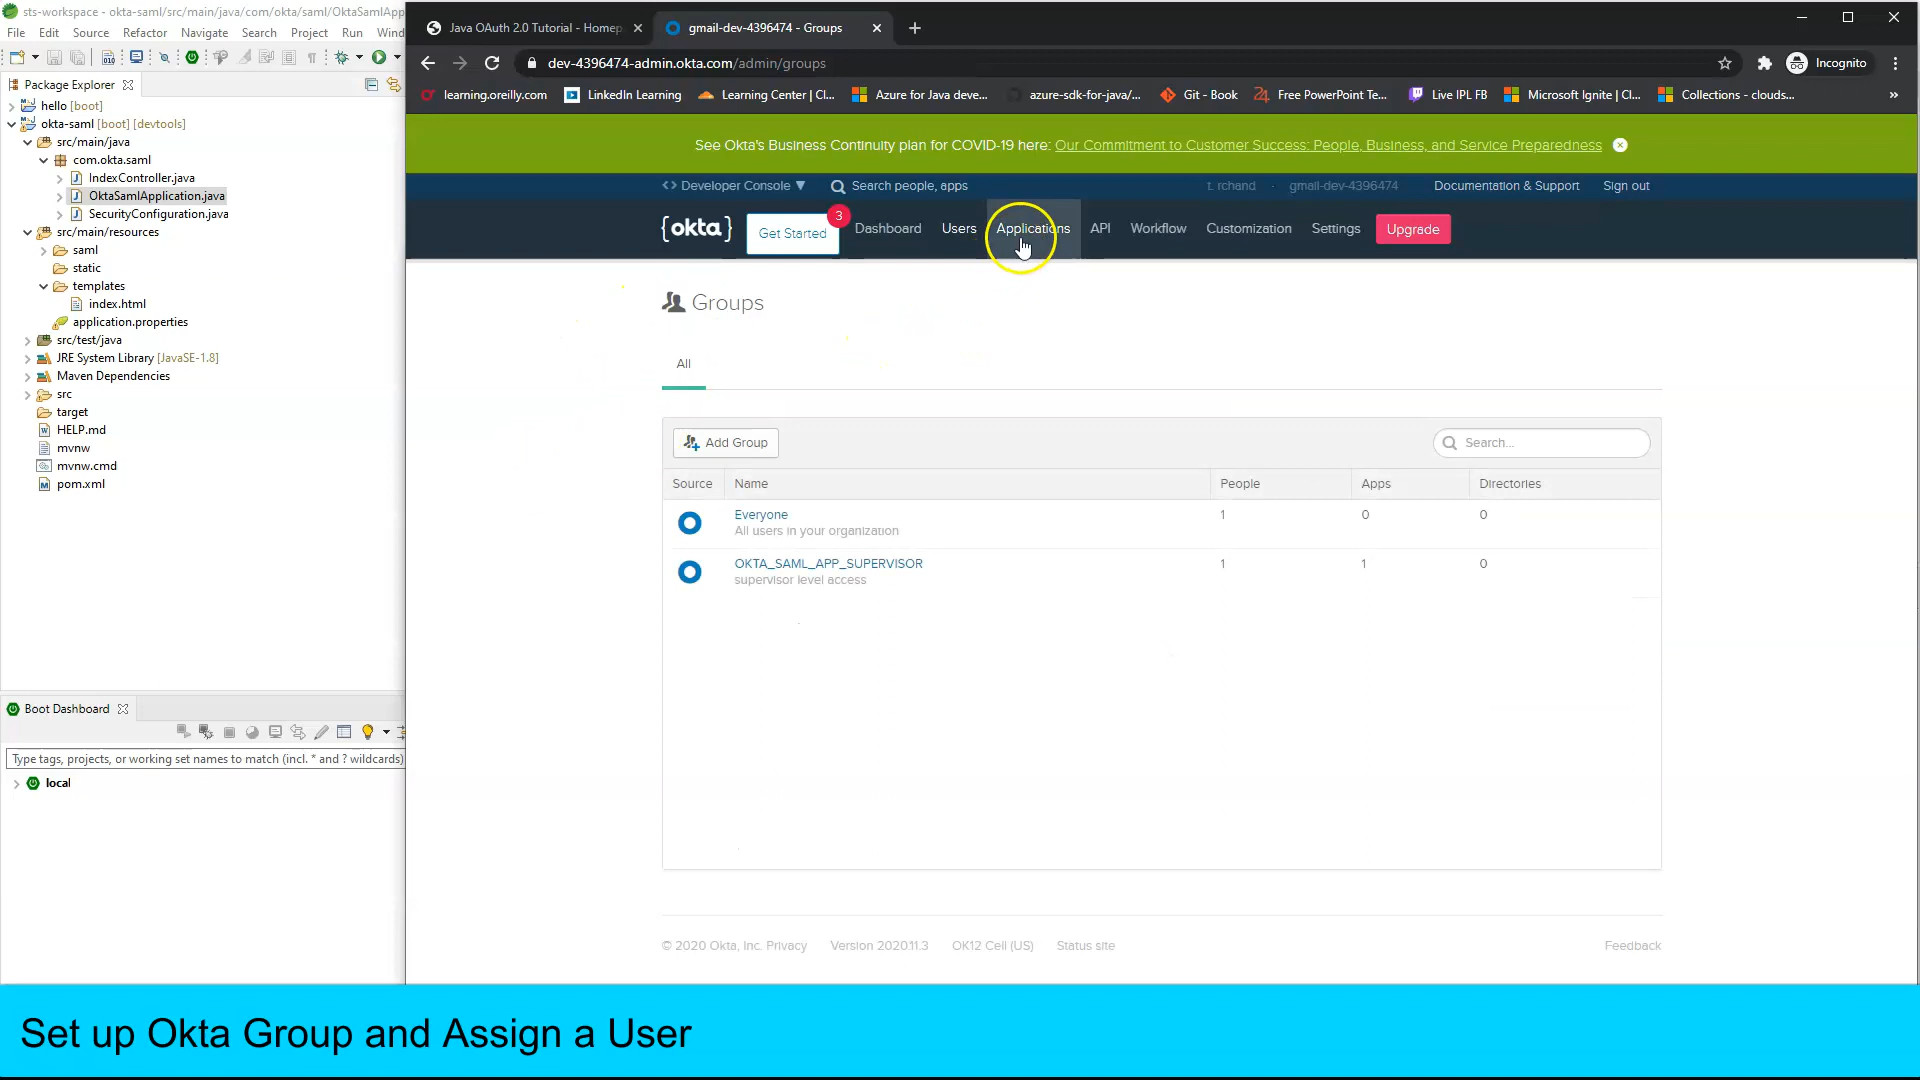 sts-workspace - okta-saml/src/main/java/com/okta/saml/OktaSamlApp
File Edit Source Refactor Navigate Search Project Run Wind
Package Explorer
hello [boot]
okta-saml [boot] [devtools]
src/main/java
com.okta.saml
IndexController.java
OktaSamlApplication.java
SecurityConfiguration.java
src/main/resources
saml
static
templates
index.html
application.properties
src/test/java
JRE System Library [JavaSE-1.8]
Maven Dependencies
src
target
HELP.md
mvnw
mvnw.cmd
pom.xml
Boot Dashboard
Type tags, projects, or working set names to match (incl. * and ? wildcards)
local
Java OAuth 2.0 Tutorial - Homep
gmail-dev-4396474 - Groups
dev-4396474-admin.okta.com/admin/groups
Incognito
learning.oreilly.com LinkedIn Learning Learning Center | Cl... Azure for Java deve... azure-sdk-for-java/... Git - Book Free PowerPoint Te... Live IPL FB Microsoft Ignite | Cl... Collections - clouds... »
See Okta's Business Continuity plan for COVID-19 here: Our Commitment to Customer Success: People, Business, and Service Preparedness
<> Developer Console ▼ Search people, apps t. rchand · gmail-dev-4396474 Documentation & Support Sign out
{okta} Get Started 3 Dashboard Users Applications API Workflow Customization Settings Upgrade
Groups
All
Add Group
Search...
Source Name People Apps Directories
Everyone 1 0 0
All users in your organization
OKTA_SAML_APP_SUPERVISOR 1 1 0
supervisor level access
© 2020 Okta, Inc. Privacy Version 2020.11.3 OK12 Cell (US) Status site Feedback
Set up Okta Group and Assign a User